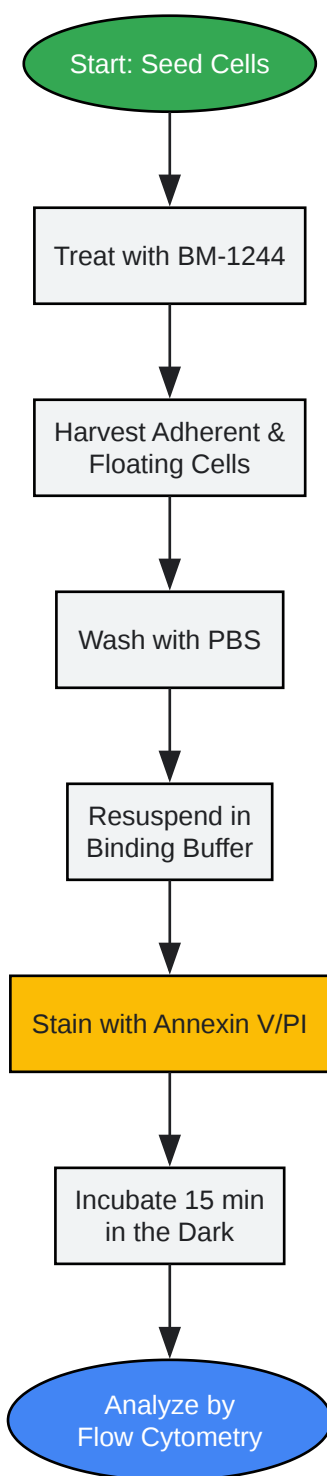 Start: Seed Cells
Treat with BM-1244
Harvest Adherent &
Floating Cells
Wash with PBS
Resuspend in
Binding Buffer
Stain with Annexin V/PI
Incubate 15 min
in the Dark
Analyze by
Flow Cytometry